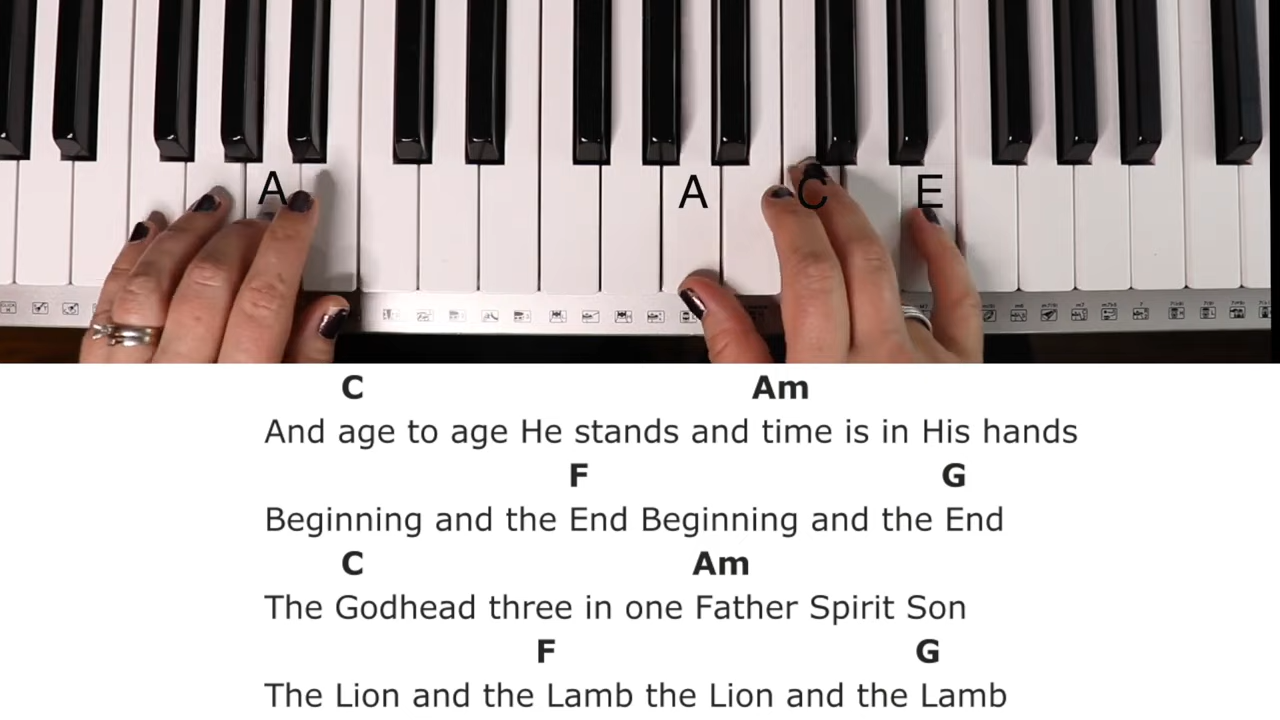 A A C E
C Am
And age to age He stands and time is in His hands
F G
Beginning and the End Beginning and the End
C Am
The Godhead three in one Father Spirit Son
F G
The Lion and the Lamb the Lion and the Lamb